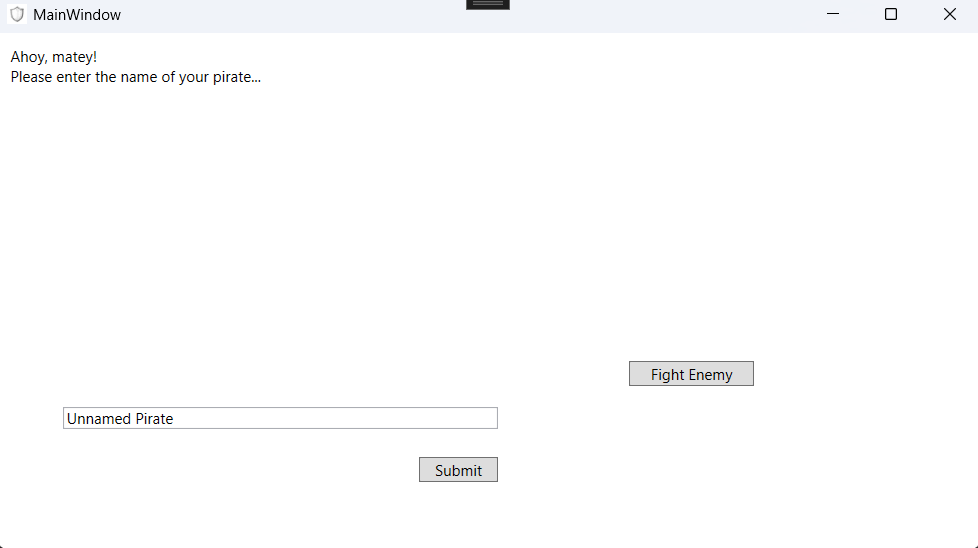 MainWindow
Ahoy, matey!
Please enter the name of your pirate...
Fight Enemy
Unnamed Pirate
Submit